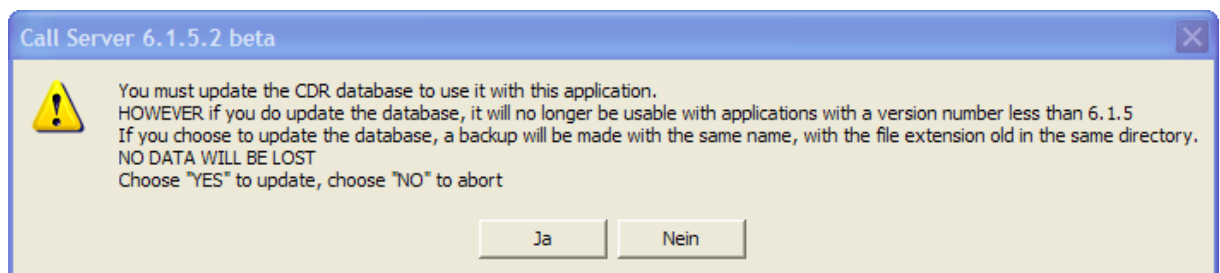 Call Server 6.1.5.2 beta
You must update the CDR database to use it with this application.
HOWEVER if you do update the database, it will no longer be usable with applications with a version number less than 6.1.5
If you choose to update the database, a backup will be made with the same name, with the file extension old in the same directory.
NO DATA WILL BE LOST
Choose "YES" to update, choose "NO" to abort
Ja
Nein